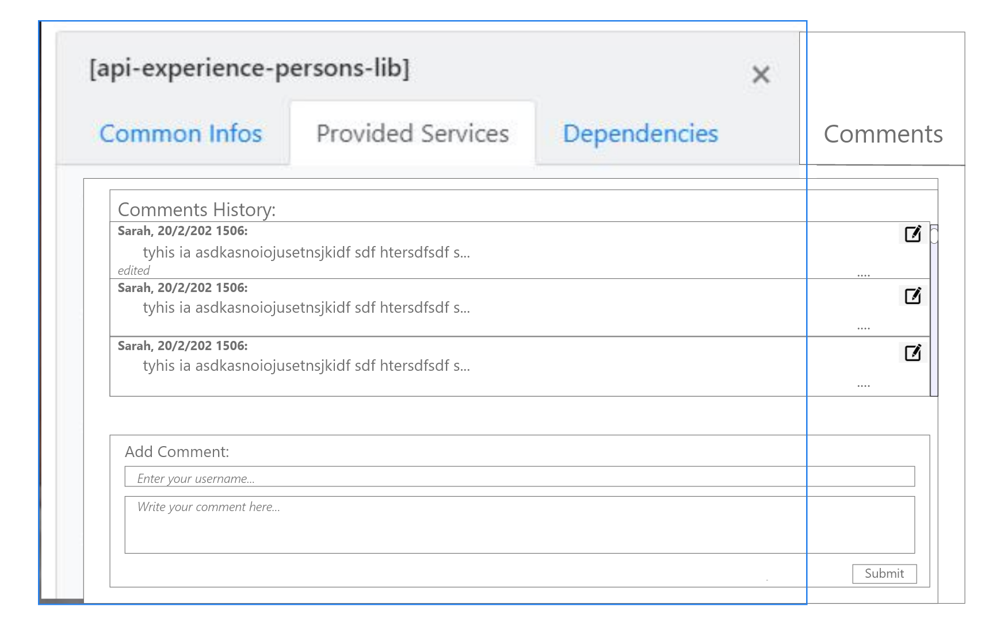 [api-experience-persons-lib]
Common Infos Provided Services Dependencies Comments
Comments History:
Sarah, 20/2/202 1506:
tyhis ia asdkasnoiojusetnsjkidf sdf htersdfsdf s...
edited
....
Sarah, 20/2/202 1506:
tyhis ia asdkasnoiojusetnsjkidf sdf htersdfsdf s...
....
Sarah, 20/2/202 1506:
tyhis ia asdkasnoiojusetnsjkidf sdf htersdfsdf s...
....
Add Comment:
Enter your username...
Write your comment here...
Submit